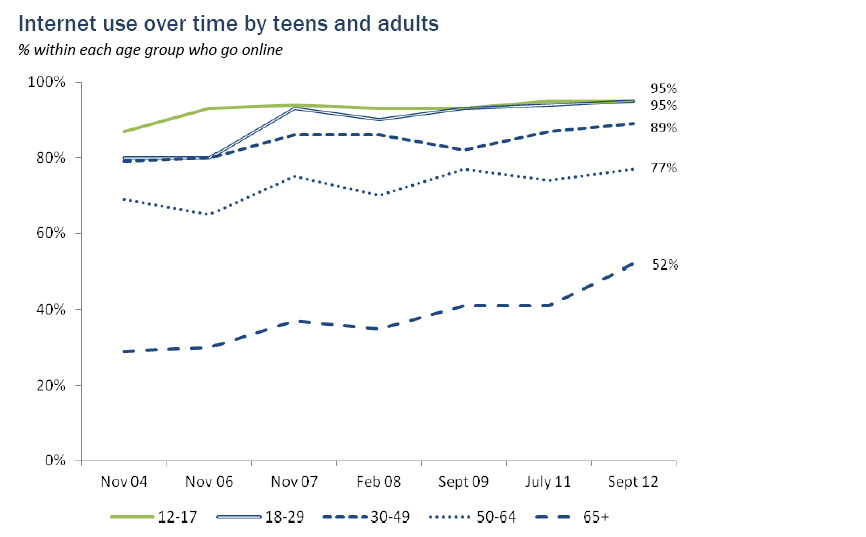 Internet use over time by teens and adults
% within each age group who go online
100%
80%
60%
40%
20%
0%
95%
95%
89%
77%
52%
Nov 04 Nov 06 Nov 07 Feb 08 Sept 09 July 11 Sept 12
12-17 18-29 30-49 50-64 65+